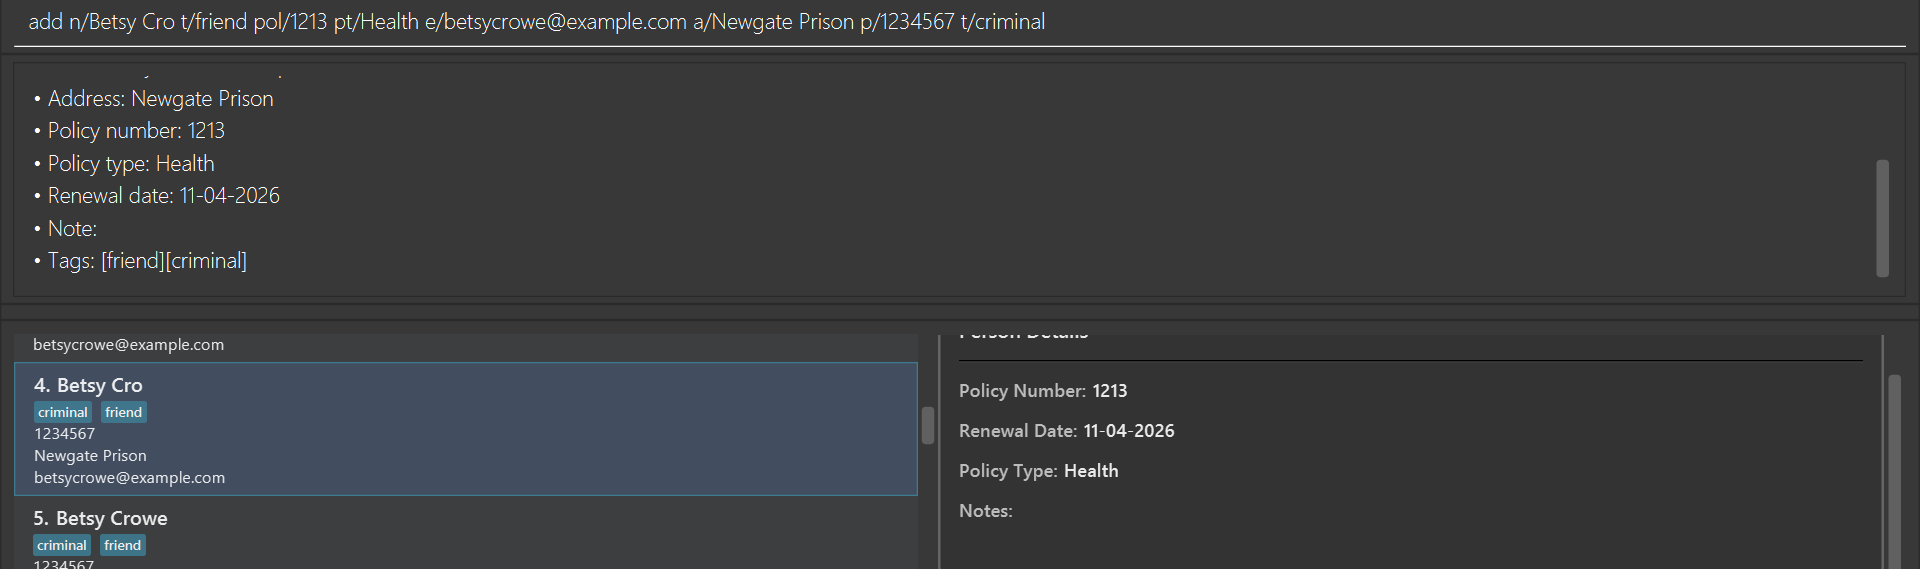 add n/Betsy Cro t/friend pol/1213 pt/Health e/betsycrowe@example.com a/Newgate Prison p/1234567 t/criminal
• Address: Newgate Prison
• Policy number: 1213
• Policy type: Health
• Renewal date: 11-04-2026
• Note:
• Tags: [friend][criminal]
betsycrowe@example.com
4. Betsy Cro
criminal friend
1234567
Newgate Prison
betsycrowe@example.com
5. Betsy Crowe
criminal friend
1234567
Person Details
Policy Number: 1213
Renewal Date: 11-04-2026
Policy Type: Health
Notes: